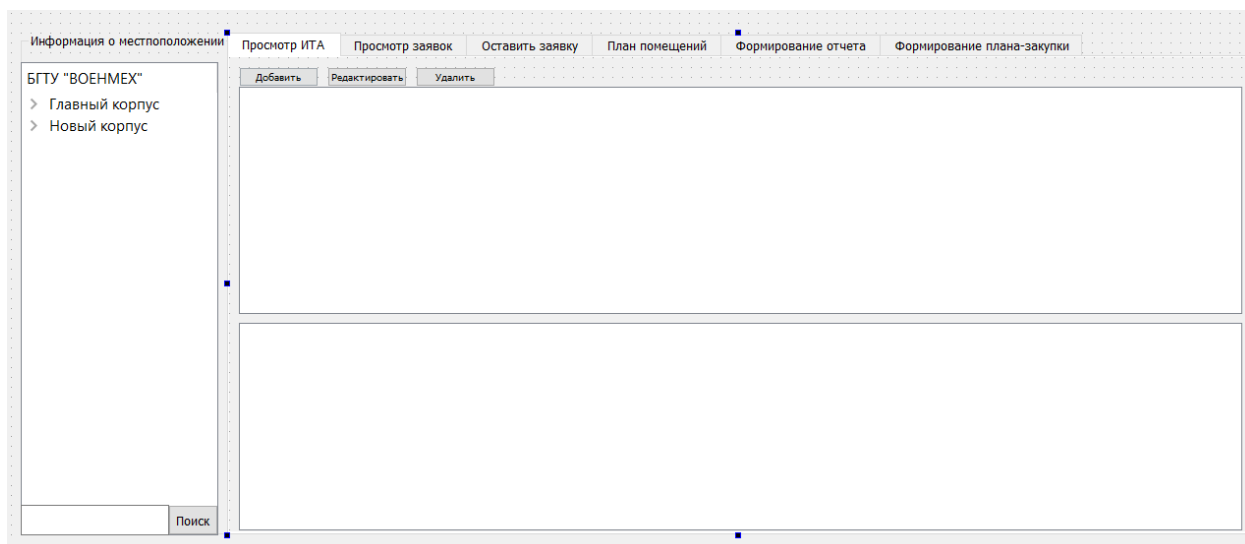 Информация о местпоположении
БГТУ "ВОЕНМЕХ"
Главный корпус
Новый корпус
Поиск
Просмотр ИТА
Просмотр заявок
Оставить заявку
План помещений
Формирование отчета
Формирование плана-закупки
Добавить
Редактировать
Удалить